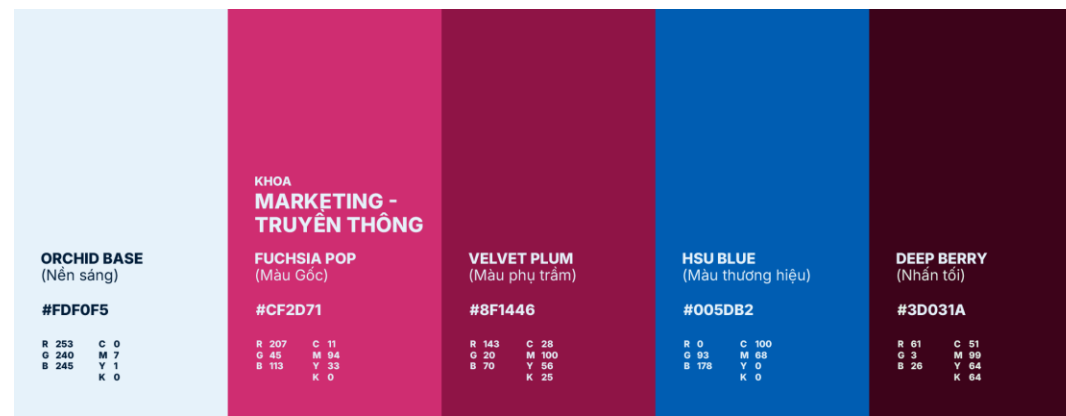 ORCHID BASE
(Nền sáng)
#FDF0F5
R 253 C 0
G 240 M 7
B 245 Y 1
K 0
KHOA
MARKETING -
TRUYỀN THÔNG
FUCHSIA POP
(Màu Gốc)
#CF2D71
R 207 C 11
G 45 M 94
B 113 Y 33
K 0
VELVET PLUM
(Màu phụ trầm)
#8F1446
R 143 C 28
G 20 M 100
B 70 Y 56
K 25
HSU BLUE
(Màu thương hiệu)
#005DB2
R 0 C 100
G 93 M 68
B 178 Y 0
K 0
DEEP BERRY
(Nhấn tối)
#3D031A
R 61 C 51
G 3 M 99
B 26 Y 64
K 64